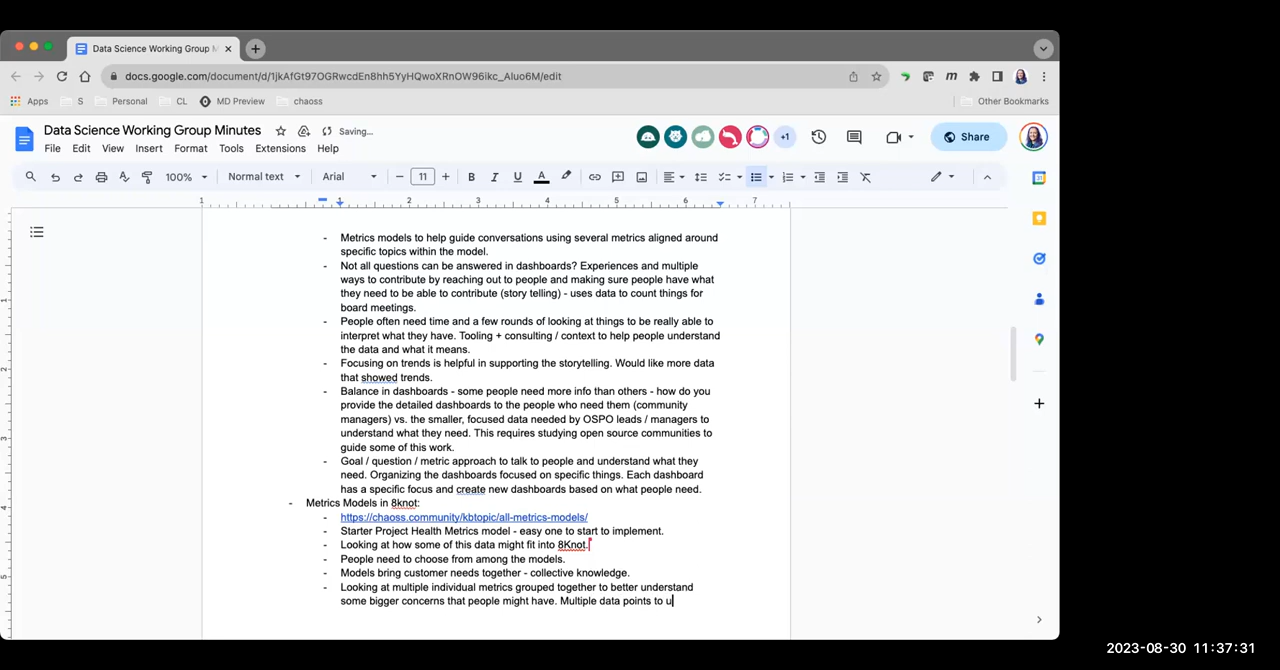 Data Science Working Group M
docs.google.com/document/d/1jkAfGt97OGRwcdEn8hh5YyHQwoXRnOW96ikc_Aluo6M/edit
Apps S Personal CL MD Preview chaoss Other Bookmarks
Data Science Working Group Minutes Saving...
File Edit View Insert Format Tools Extensions Help
+1 Share
100% Normal text Arial 11
1 1 2 3 4 5 6 7
- Metrics models to help guide conversations using several metrics aligned around
specific topics within the model.
- Not all questions can be answered in dashboards? Experiences and multiple
ways to contribute by reaching out to people and making sure people have what
they need to be able to contribute (story telling) - uses data to count things for
board meetings.
- People often need time and a few rounds of looking at things to be really able to
interpret what they have. Tooling + consulting / context to help people understand
the data and what it means.
- Focusing on trends is helpful in supporting the storytelling. Would like more data
that showed trends.
- Balance in dashboards - some people need more info than others - how do you
provide the detailed dashboards to the people who need them (community
managers) vs. the smaller, focused data needed by OSPO leads / managers to
understand what they need. This requires studying open source communities to
guide some of this work.
- Goal / question / metric approach to talk to people and understand what they
need. Organizing the dashboards focused on specific things. Each dashboard
has a specific focus and create new dashboards based on what people need.
- Metrics Models in 8knot:
- https://chaoss.community/kbtopic/all-metrics-models/
- Starter Project Health Metrics model - easy one to start to implement.
- Looking at how some of this data might fit into 8Knot.
- People need to choose from among the models.
- Models bring customer needs together - collective knowledge.
- Looking at multiple individual metrics grouped together to better understand
some bigger concerns that people might have. Multiple data points to u
1
2
3
4
5
2023-08-30 11:37:31